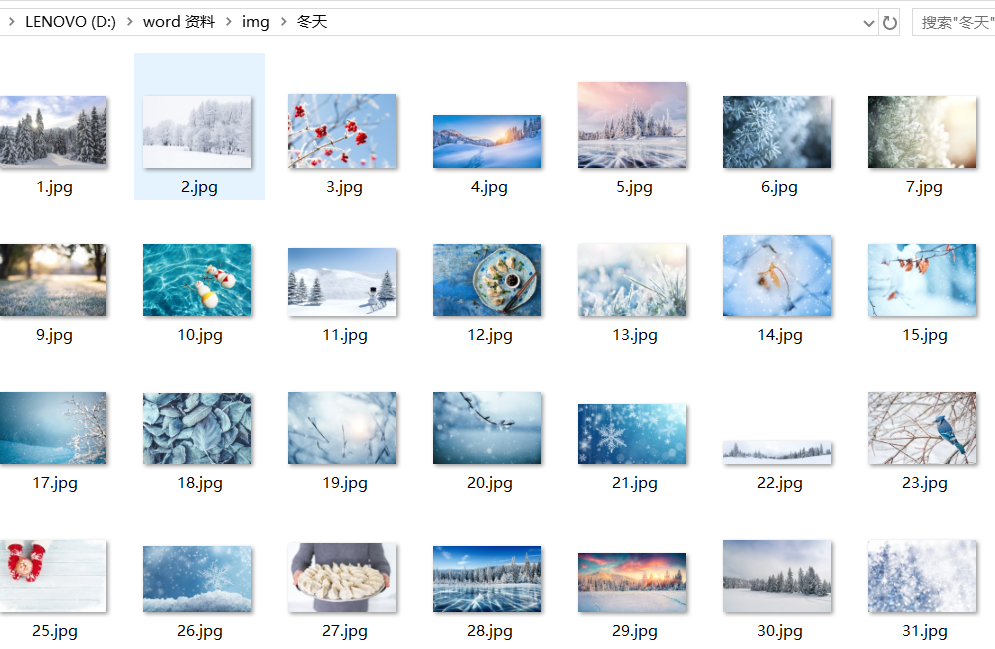 LENOVO (D:) > word 资料 > img > 冬天
搜索"冬天"
1.jpg 2.jpg 3.jpg 4.jpg 5.jpg 6.jpg 7.jpg
9.jpg 10.jpg 11.jpg 12.jpg 13.jpg 14.jpg 15.jpg
17.jpg 18.jpg 19.jpg 20.jpg 21.jpg 22.jpg 23.jpg
25.jpg 26.jpg 27.jpg 28.jpg 29.jpg 30.jpg 31.jpg